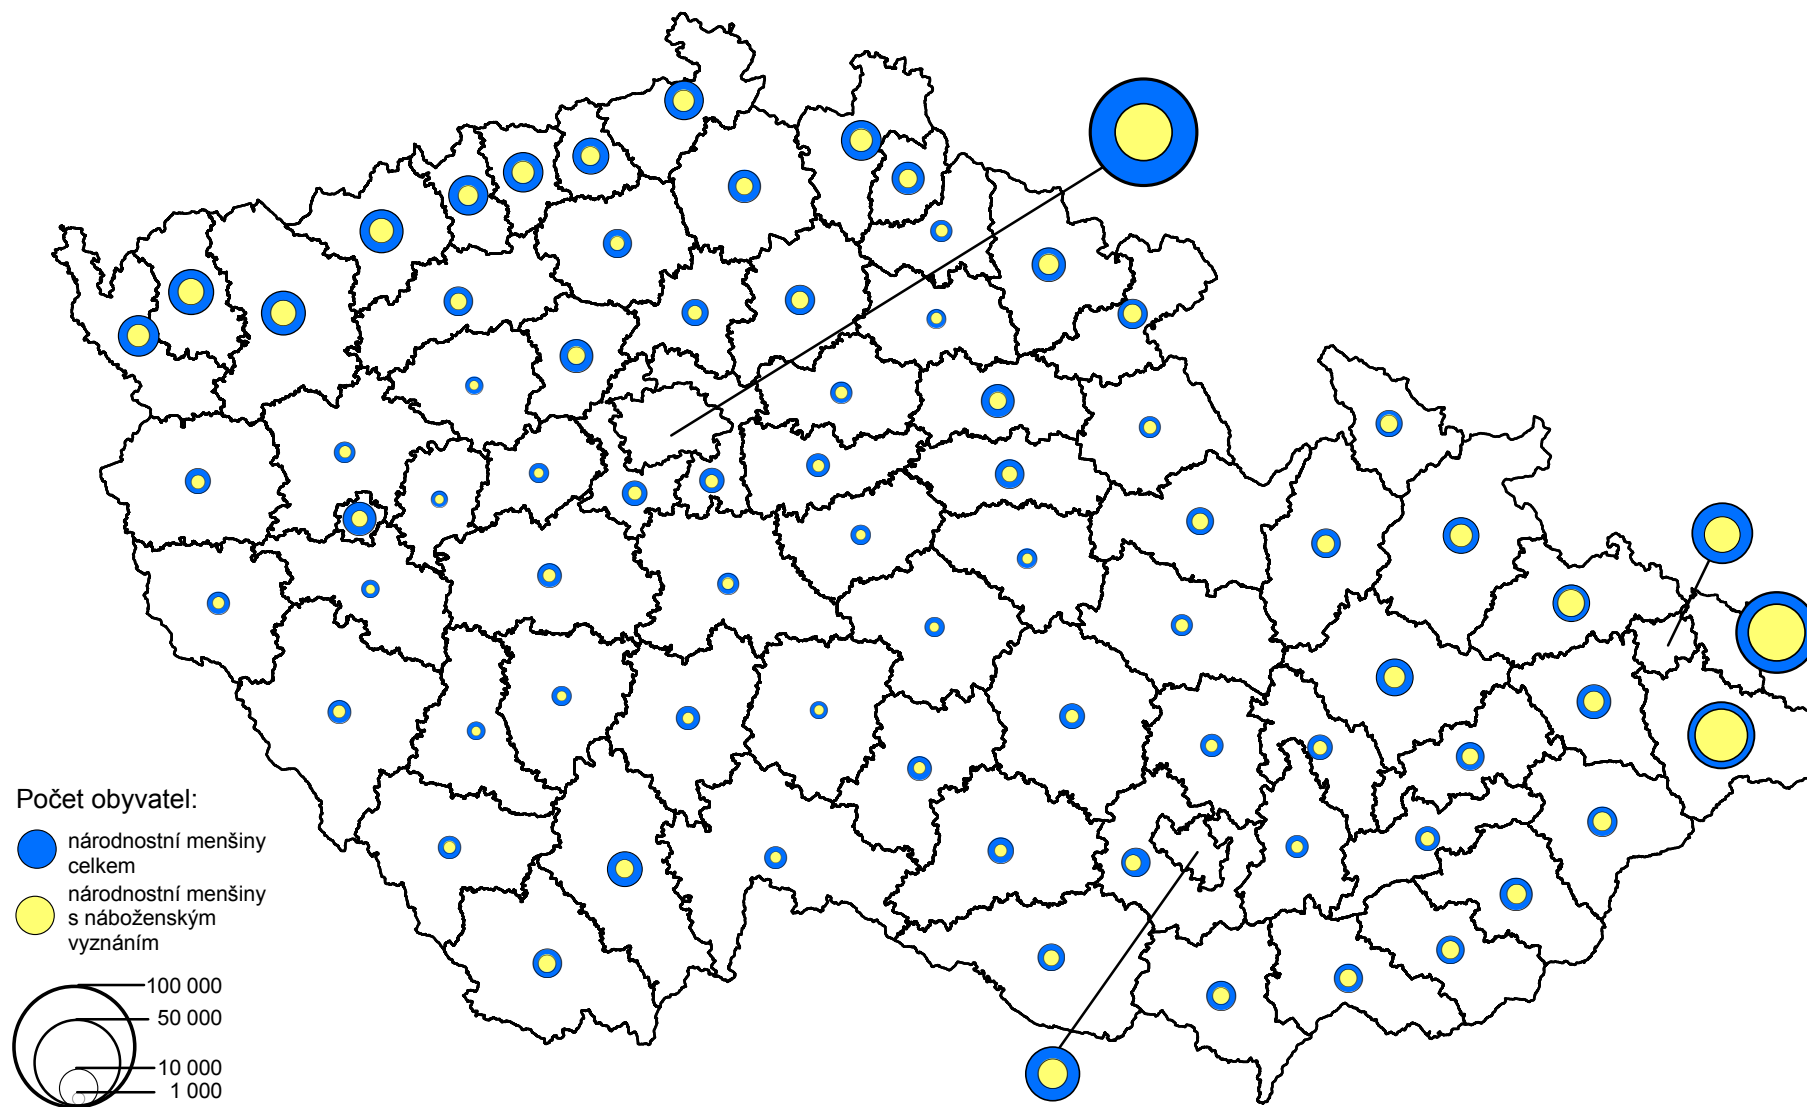 Počet obyvatel:
národnostní menšiny
celkem
národnostní menšiny
s náboženským
vyznáním
100 000
50 000
10 000
1 000